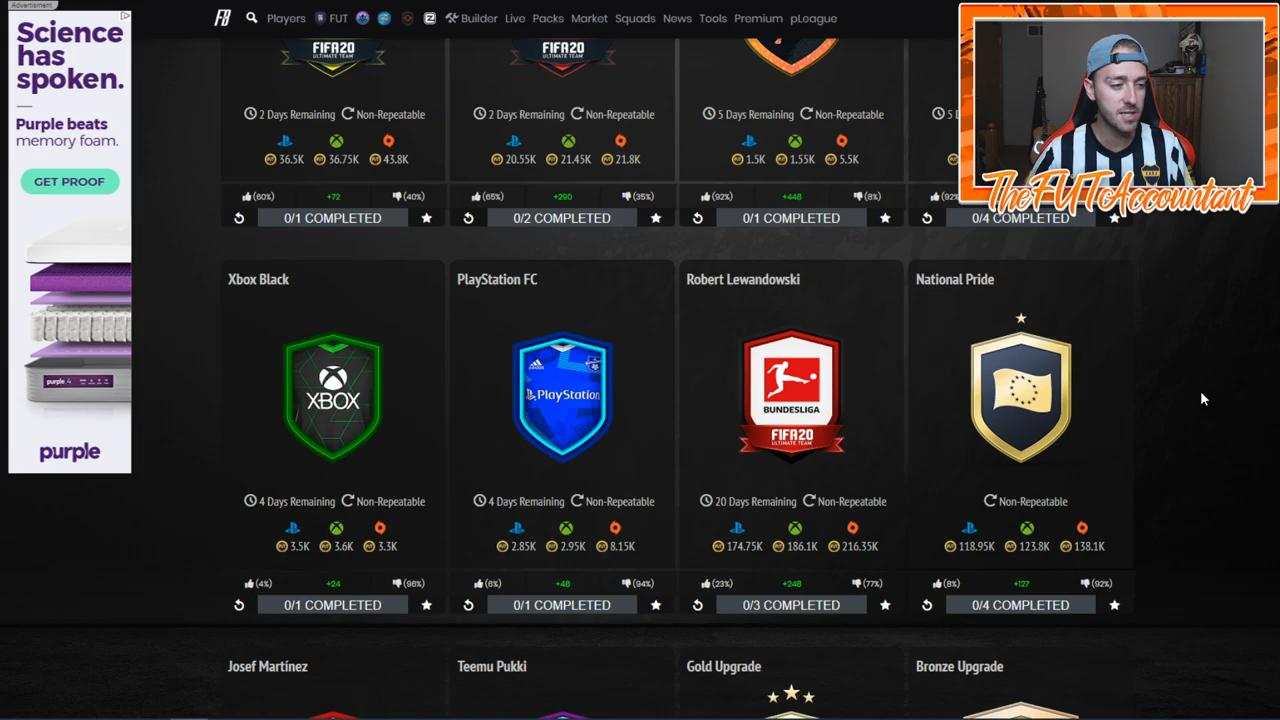 Advertisment
Science
has
spoken.
Purple beats
memory foam.
GET PROOF
purple.4
purple
F8
Players
FUT
Z
Builder
Live
Packs
Market
Squads
News
Tools
Premium
pLeague
TheFUTAccountant
FIFA20
ULTIMATE TEAM
FIFA20
ULTIMATE TEAM
2 Days Remaining Non-Repeatable
36.5K 36.75K 43.8K
(60%) +72 (40%)
0/1 COMPLETED
2 Days Remaining Non-Repeatable
20.55K 21.45K 21.8K
(65%) +290 (35%)
0/2 COMPLETED
5 Days Remaining Non-Repeatable
1.5K 1.55K 5.5K
(92%) +448 (8%)
0/1 COMPLETED
5 D
(92%
0/4 COMPLETED
Xbox Black
XBOX
4 Days Remaining Non-Repeatable
3.5K 3.6K 3.3K
(4%) +24 (96%)
0/1 COMPLETED
PlayStation FC
PlayStation
4 Days Remaining Non-Repeatable
2.85K 2.95K 8.15K
(6%) +48 (94%)
0/1 COMPLETED
Robert Lewandowski
BUNDESLIGA
FIFA20
ULTIMATE TEAM
20 Days Remaining Non-Repeatable
174.75K 186.1K 216.35K
(23%) +248 (77%)
0/3 COMPLETED
National Pride
Non-Repeatable
118.95K 123.8K 138.1K
(8%) +127 (92%)
0/4 COMPLETED
Josef Martínez
Teemu Pukki
Gold Upgrade
Bronze Upgrade